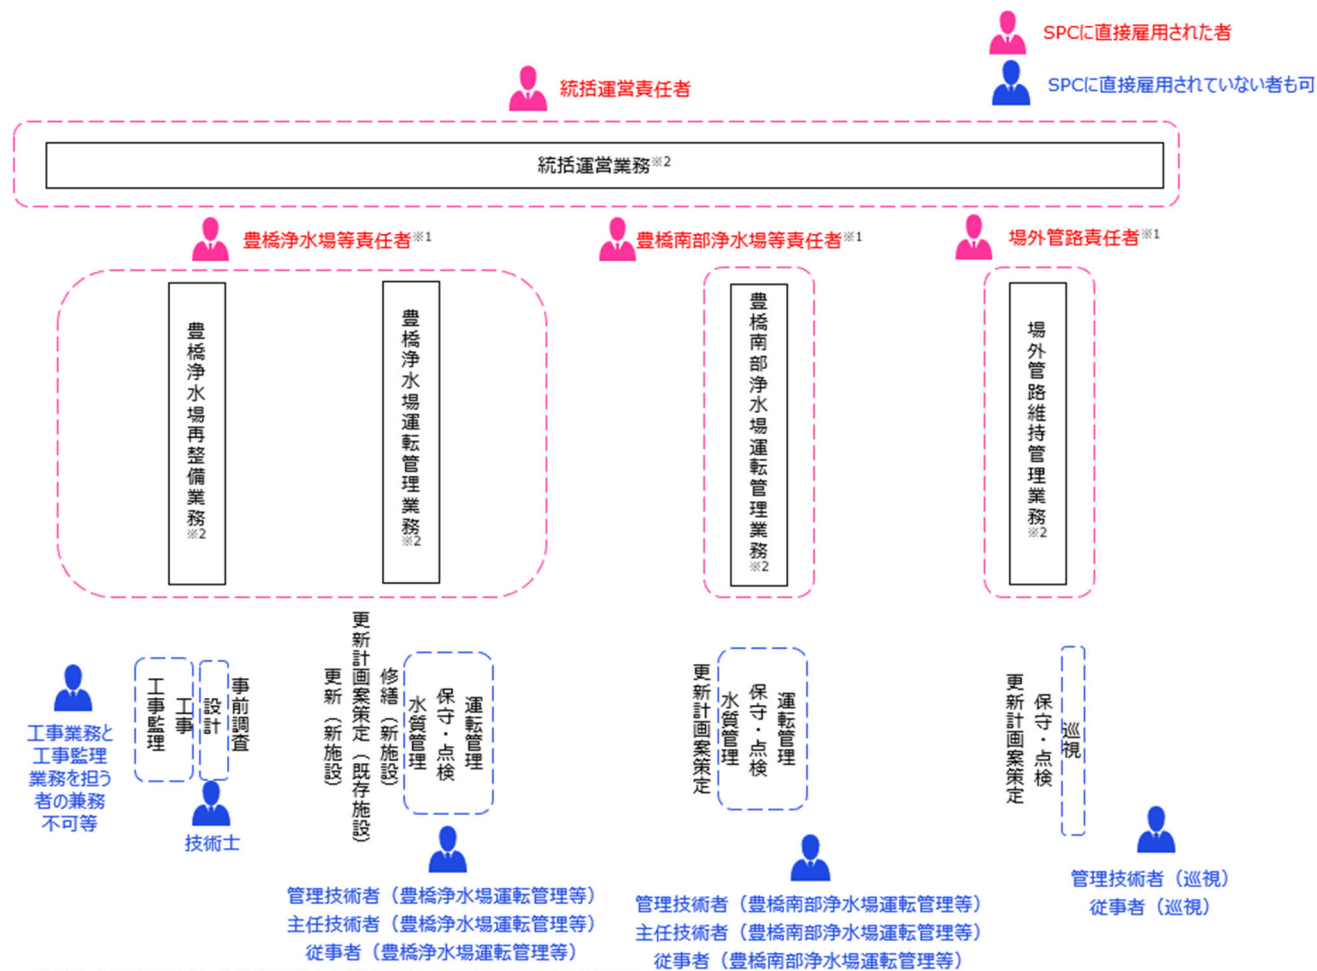 SPCに直接雇用された者
SPCに直接雇用されていない者も可
統括運営責任者
統括運営業務※2
豊橋浄水場等責任者※1
豊橋南部浄水場等責任者※1
場外管路責任者※1
豊橋浄水場再整備業務※2
豊橋浄水場運転管理業務※2
豊橋南部浄水場運転管理業務※2
場外管路維持管理業務※2
事前調査
設計
工事
工事監理
運転管理
保守・点検
水質管理
修繕（新施設）
更新計画案策定（既存施設）
更新（新施設）
運転管理
保守・点検
水質管理
更新計画案策定
巡視
保守・点検
更新計画案策定
工事業務と
工事監理
業務を担う
者の兼務
不可等
技術士
管理技術者（豊橋浄水場運転管理等）
主任技術者（豊橋浄水場運転管理等）
従事者（豊橋浄水場運転管理等）
管理技術者（豊橋南部浄水場運転管理等）
主任技術者（豊橋南部浄水場運転管理等）
従事者（豊橋南部浄水場運転管理等）
管理技術者（巡視）
従事者（巡視）